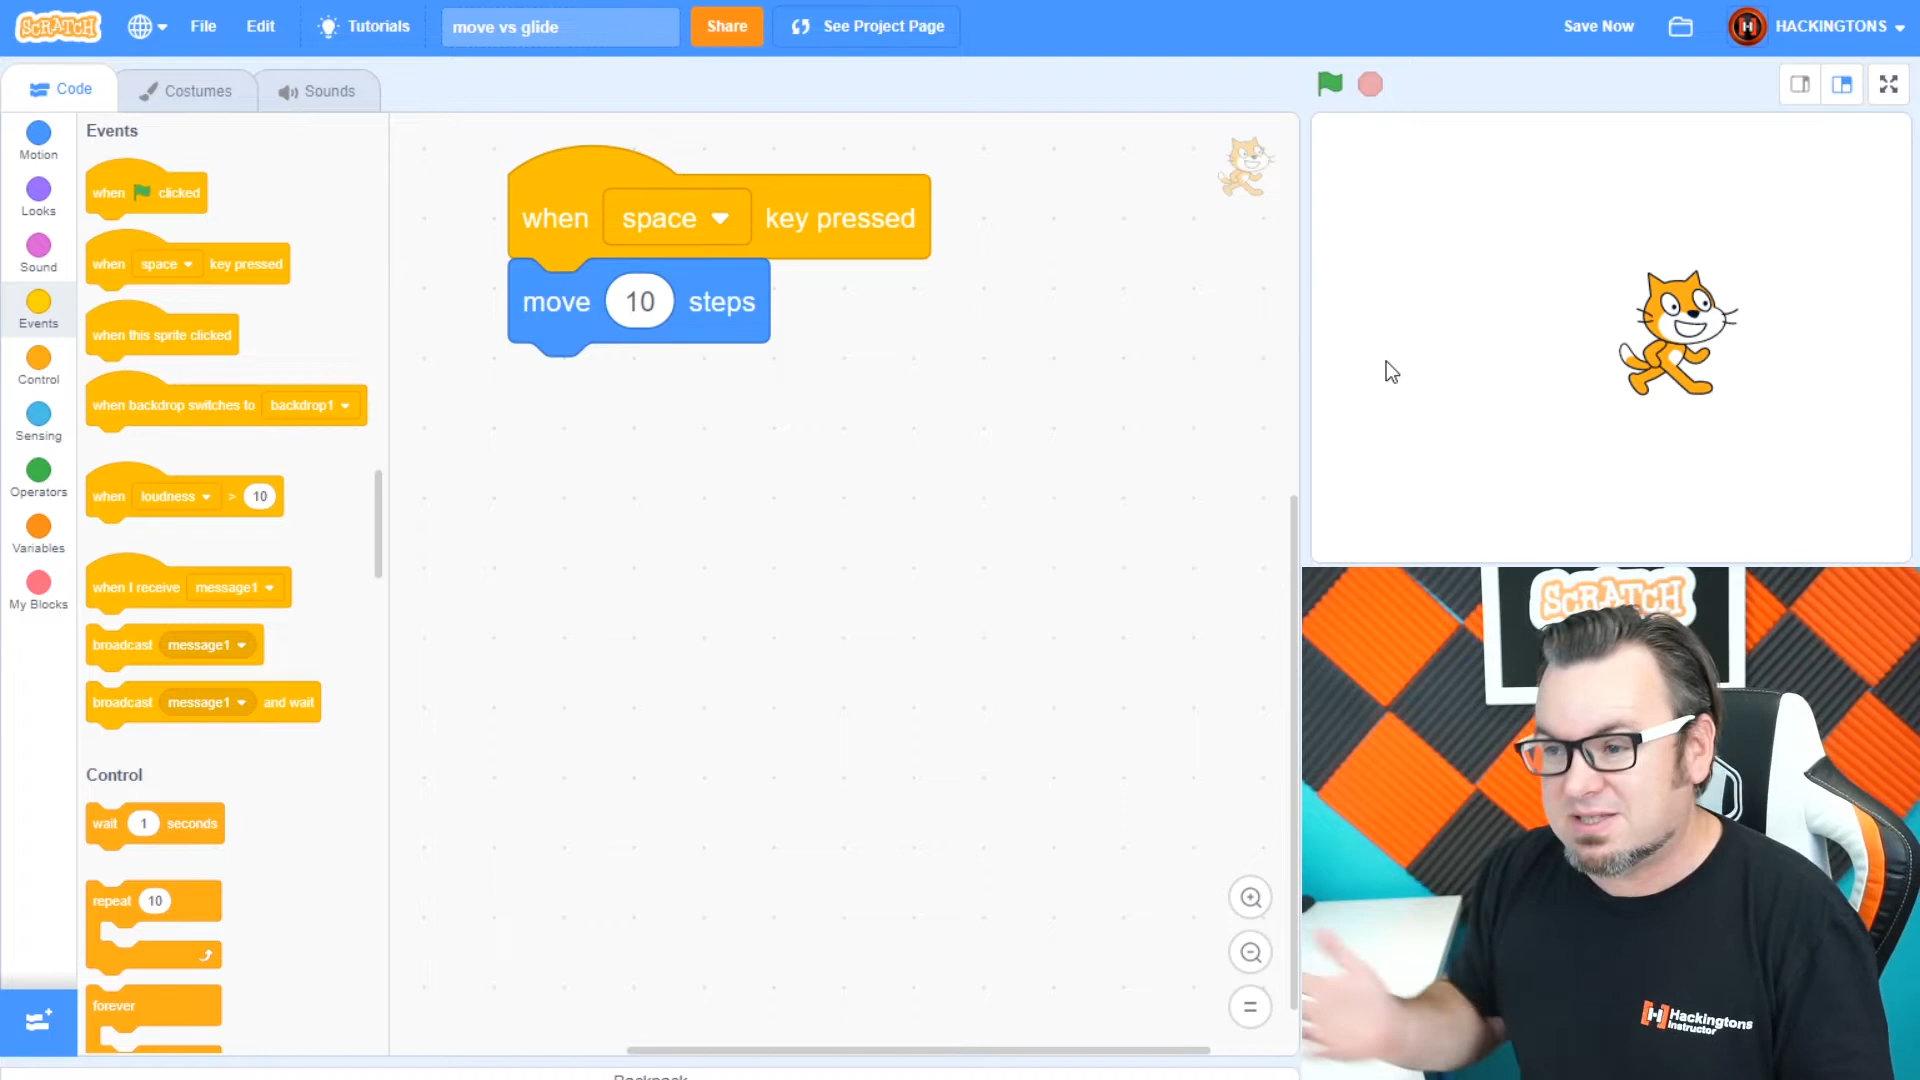 SCRATCH File Edit Tutorials move vs glide Share See Project Page Save Now HACKINGTONS
Code Costumes Sounds
Motion
Looks
Sound
Events
Control
Sensing
Operators
Variables
My Blocks
Events
when clicked
when space key pressed
when this sprite clicked
when backdrop switches to backdrop1
when loudness > 10
when I receive message1
broadcast message1
broadcast message1 and wait
Control
wait 1 seconds
repeat 10
forever
when space key pressed
move 10 steps
Backpack
SCRATCH
Hackingtons
Instructor